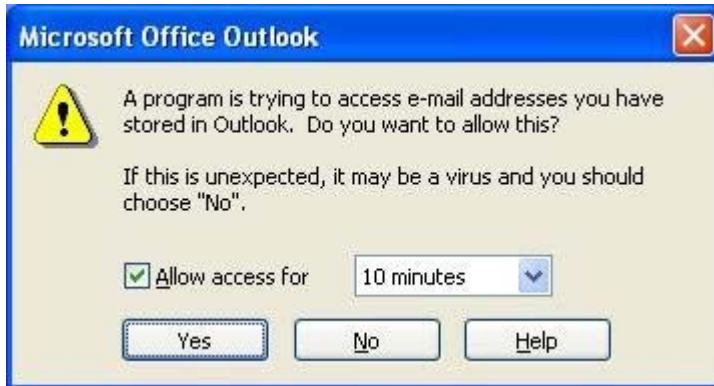 Microsoft Office Outlook
A program is trying to access e-mail addresses you have
stored in Outlook. Do you want to allow this?
If this is unexpected, it may be a virus and you should
choose "No".
Allow access for 10 minutes
Yes No Help